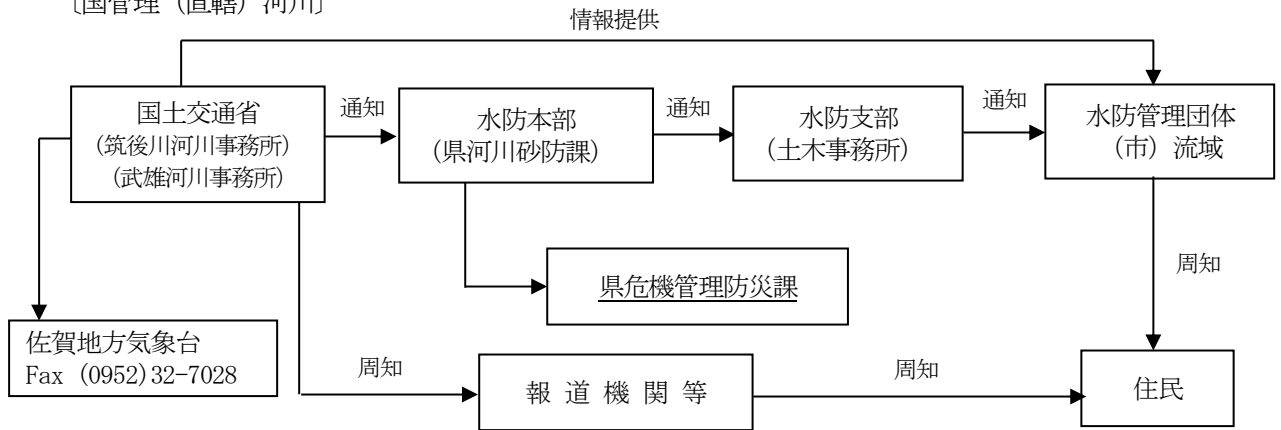 〔国管理（直轄）河川〕
情報提供
国土交通省
(筑後川河川事務所)
(武雄河川事務所)
通知
水防本部
(県河川砂防課)
通知
水防支部
(土木事務所)
通知
水防管理団体
（市）流域
県危機管理防災課
周知
佐賀地方気象台
Fax (0952)32-7028
周知
報 道 機 関 等
周知
住民